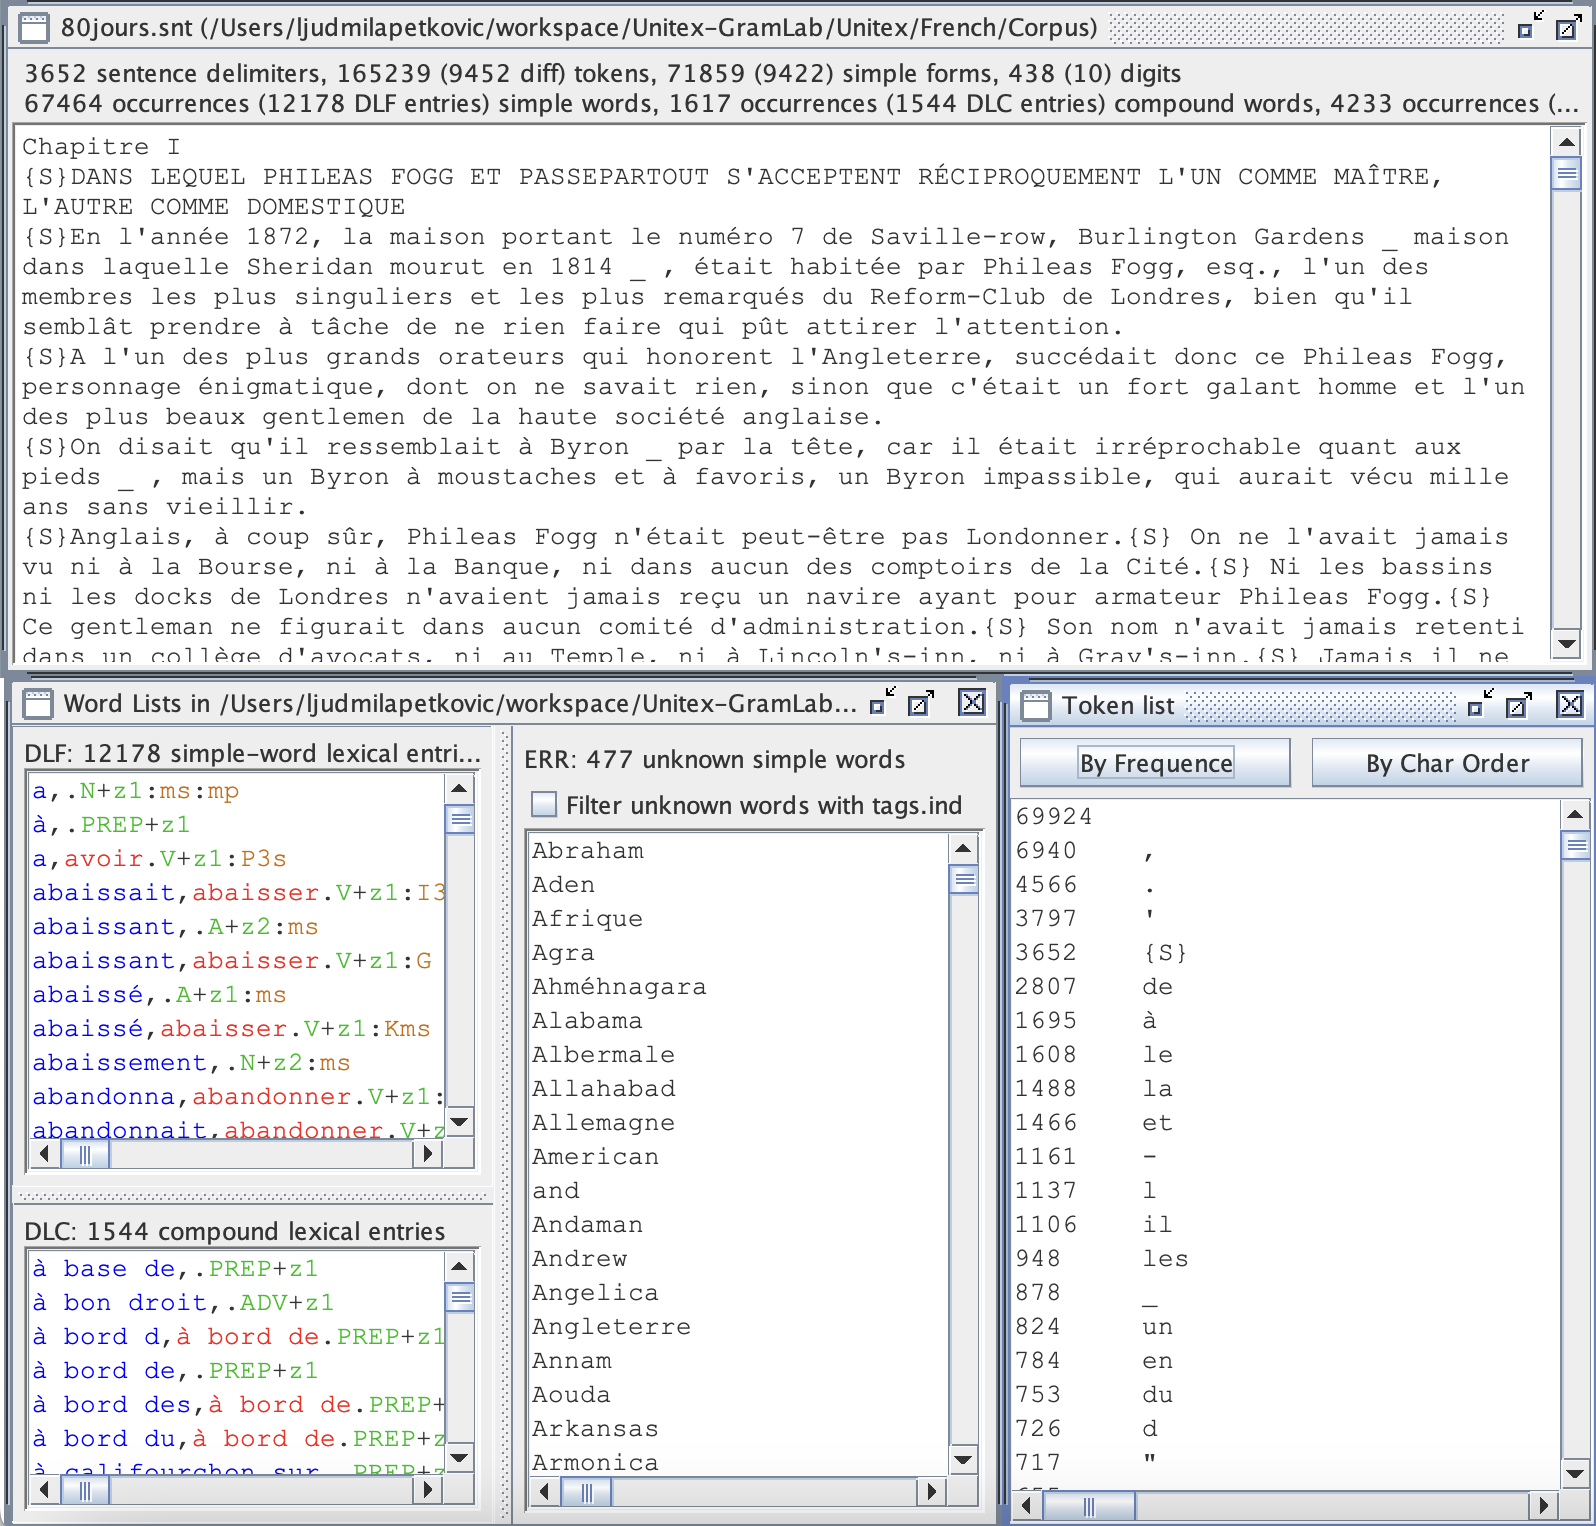 80jours.snt (/Users/ljudmilapetkovic/workspace/Unitex-GramLab/Unitex/French/Corpus)
3652 sentence delimiters, 165239 (9452 diff) tokens, 71859 (9422) simple forms, 438 (10) digits
67464 occurrences (12178 DLF entries) simple words, 1617 occurrences (1544 DLC entries) compound words, 4233 occurrences (...
Chapitre I
{S}DANS LEQUEL PHILEAS FOGG ET PASSEPARTOUT S'ACCEPTENT RÉCIPROQUEMENT L'UN COMME MAÎTRE,
L'AUTRE COMME DOMESTIQUE
{S}En l'année 1872, la maison portant le numéro 7 de Saville-row, Burlington Gardens _ maison
dans laquelle Sheridan mourut en 1814 _ , était habitée par Phileas Fogg, esq., l'un des
membres les plus singuliers et les plus remarqués du Reform-Club de Londres, bien qu'il
semblât prendre à tâche de ne rien faire qui pût attirer l'attention.
{S}A l'un des plus grands orateurs qui honorent l'Angleterre, succédait donc ce Phileas Fogg,
personnage énigmatique, dont on ne savait rien, sinon que c'était un fort galant homme et l'un
des plus beaux gentlemen de la haute société anglaise.
{S}On disait qu'il ressemblait à Byron _ par la tête, car il était irréprochable quant aux
pieds _ , mais un Byron à moustaches et à favoris, un Byron impassible, qui aurait vécu mille
ans sans vieillir.
{S}Anglais, à coup sûr, Phileas Fogg n'était peut-être pas Londonner.{S} On ne l'avait jamais
vu ni à la Bourse, ni à la Banque, ni dans aucun des comptoirs de la Cité.{S} Ni les bassins
ni les docks de Londres n'avaient jamais reçu un navire ayant pour armateur Phileas Fogg.{S}
Ce gentleman ne figurait dans aucun comité d'administration.{S} Son nom n'avait jamais retenti
dans un collège d'avocats, ni au Temple, ni à Lincoln's-inn, ni à Gray's-inn.{S} Jamais il ne
Word Lists in /Users/ljudmilapetkovic/workspace/Unitex-GramLab...
DLF: 12178 simple-word lexical entri...
a,.N+z1:ms:mp
à,.PREP+z1
a,avoir.V+z1:P3s
abaissait,abaisser.V+z1:I3
abaissant,.A+z2:ms
abaissant,abaisser.V+z1:G
abaissé,.A+z1:ms
abaissé,abaisser.V+z1:Kms
abaissement,.N+z2:ms
abandonna,abandonner.V+z1:
abandonnait,abandonner.V+z
DLC: 1544 compound lexical entries
à base de,.PREP+z1
à bon droit,.ADV+z1
à bord d,à bord de.PREP+z1
à bord de,.PREP+z1
à bord des,à bord de.PREP+
à bord du,à bord de.PREP+z
à califourchon sur,.PREP+z
ERR: 477 unknown simple words
Filter unknown words with tags.ind
Abraham
Aden
Afrique
Agra
Ahméhnagara
Alabama
Albermale
Allahabad
Allemagne
American
and
Andaman
Andrew
Angelica
Angleterre
Annam
Aouda
Arkansas
Armonica
Token list
By Frequence
By Char Order
69924
6940 ,
4566 .
3797 '
3652 {S}
2807 de
1695 à
1608 le
1488 la
1466 et
1161 -
1137 l
1106 il
948 les
878 _
824 un
784 en
753 du
726 d
717 "